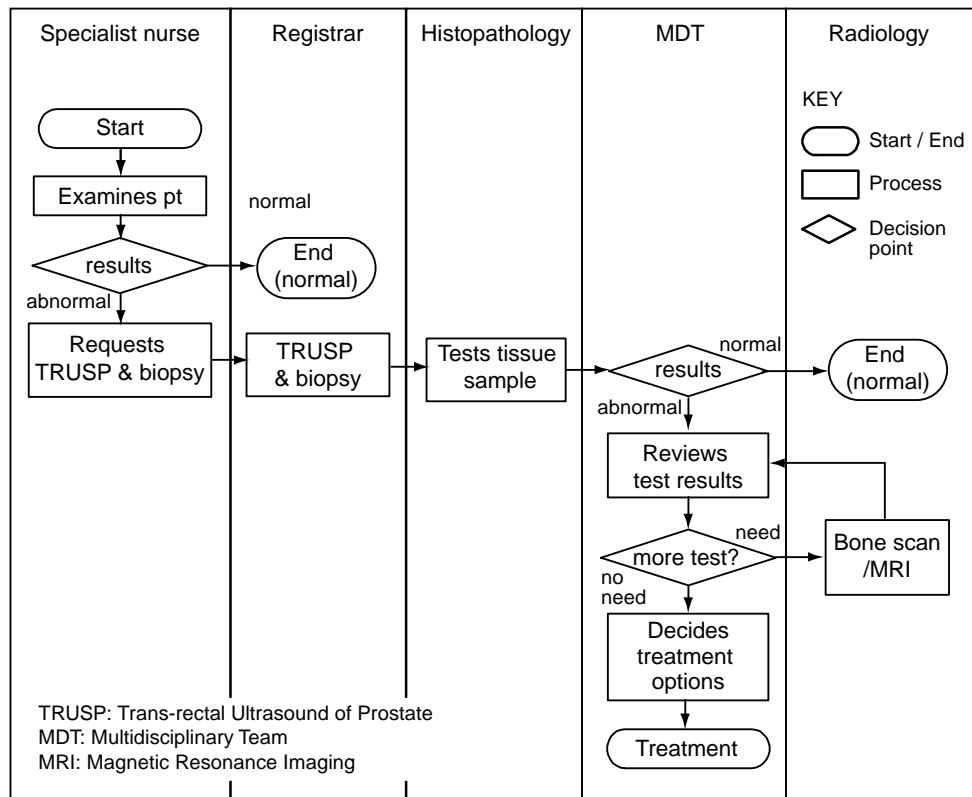 Specialist nurse
Registrar
Histopathology
MDT
Radiology
KEY
Start / End
Process
Decision
point
Start
Examines pt
results
normal
End
(normal)
abnormal
Requests
TRUSP & biopsy
TRUSP
& biopsy
Tests tissue
sample
results
normal
End
(normal)
abnormal
Reviews
test results
more test?
need
Bone scan
/MRI
no
need
Decides
treatment
options
Treatment
TRUSP: Trans-rectal Ultrasound of Prostate
MDT: Multidisciplinary Team
MRI: Magnetic Resonance Imaging